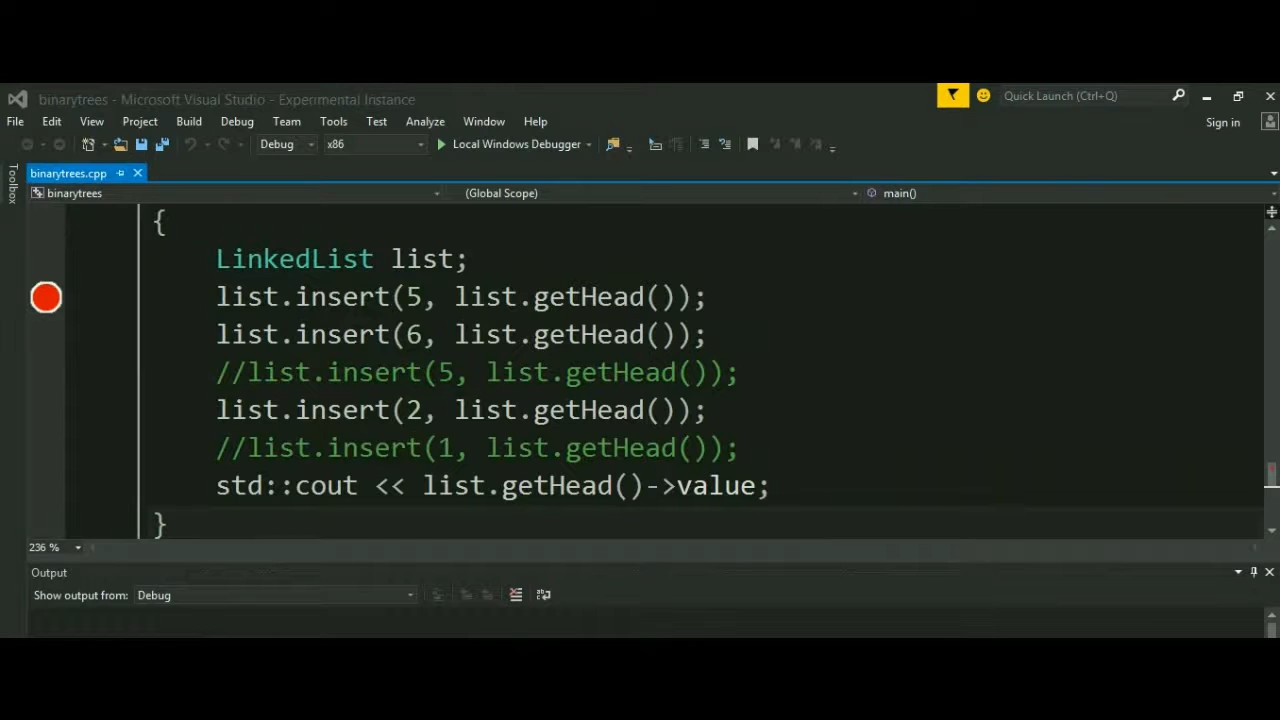 binarytrees - Microsoft Visual Studio - Experimental Instance
Quick Launch (Ctrl+Q)
File Edit View Project Build Debug Team Tools Test Analyze Window Help
Sign in
Debug x86 Local Windows Debugger
Toolbox
binarytrees.cpp
binarytrees (Global Scope) main()
{
LinkedList list;
list.insert(5, list.getHead());
list.insert(6, list.getHead());
//list.insert(5, list.getHead());
list.insert(2, list.getHead());
//list.insert(1, list.getHead());
std::cout << list.getHead()->value;
}
236 %
Output
Show output from: Debug